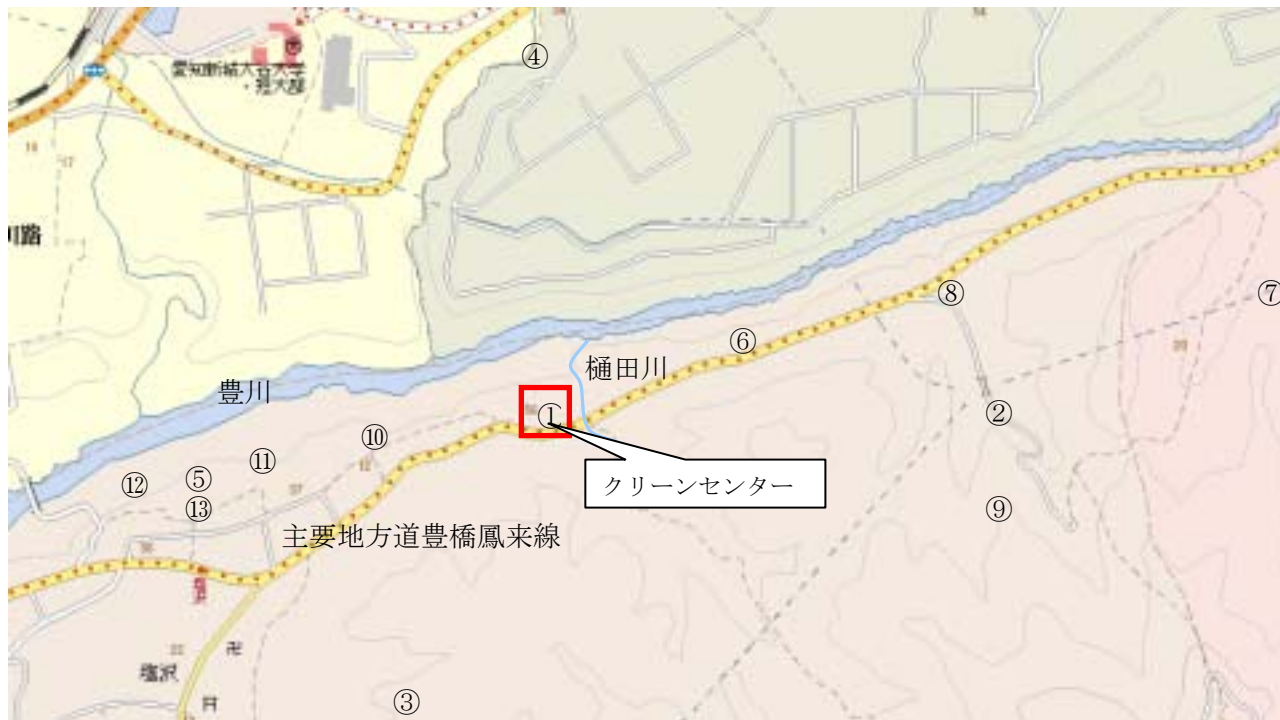 ④
愛知新城大谷大学
・短大部
川路
⑦
⑧
⑥
樋田川
豊川
①
②
⑩
⑪
⑤
⑫
クリーンセンター
⑬
⑨
主要地方道豊橋鳳来線
塩沢
③